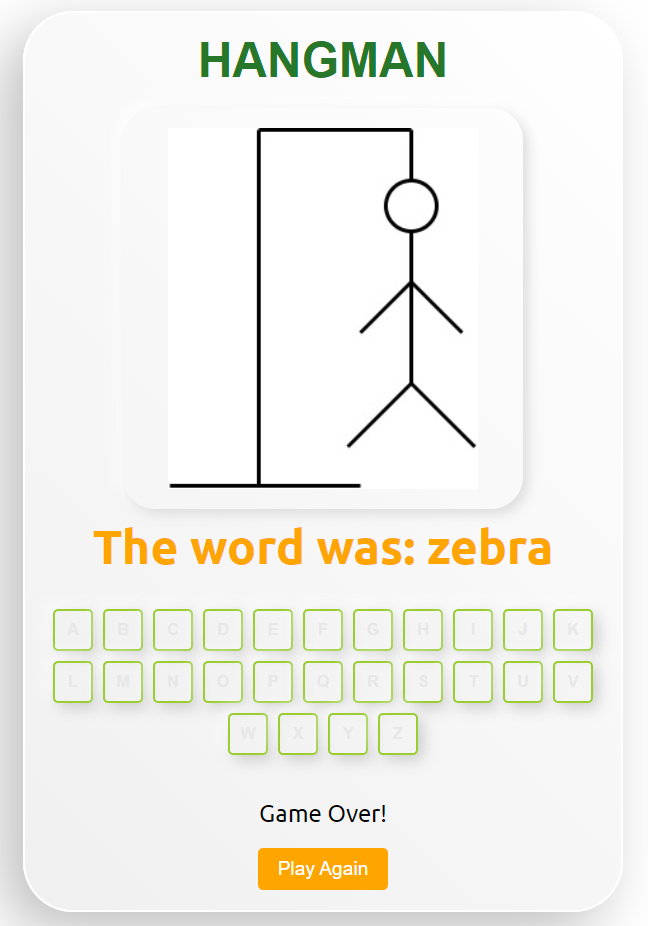 HANGMAN
The word was: zebra
A B C D E F G H I J K
L M N O P Q R S T U V
W X Y Z
Game Over!
Play Again